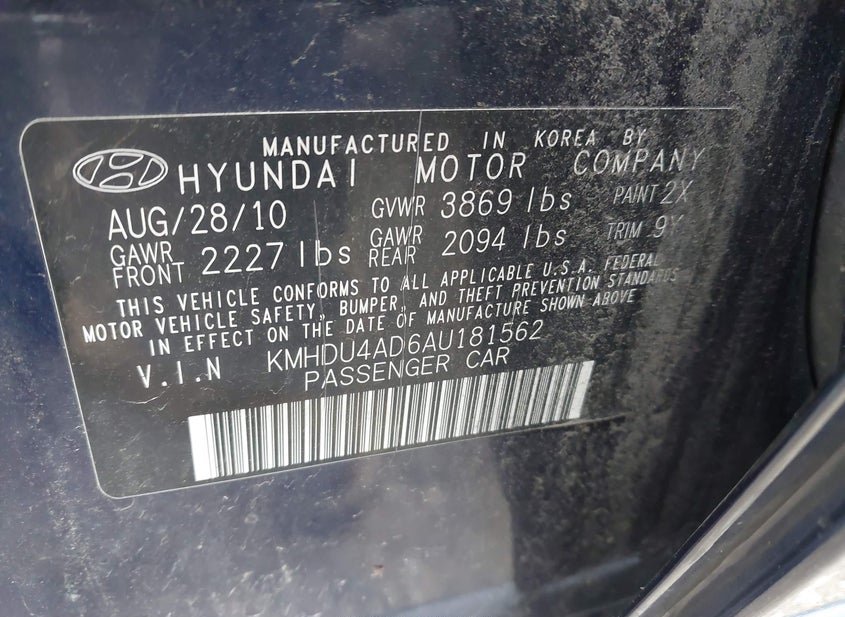 MANUFACTURED IN KOREA BY
HYUNDAI MOTOR COMPANY
AUG/28/10 GVWR 3869 lbs PAINT 2X
GAWR FRONT 2227 lbs GAWR REAR 2094 lbs TRIM 9Y
THIS VEHICLE CONFORMS TO ALL APPLICABLE U.S.A. FEDERAL
MOTOR VEHICLE SAFETY, BUMPER, AND THEFT PREVENTION STANDARDS
IN EFFECT ON THE DATE OF MANUFACTURE SHOWN ABOVE
V.I.N KMHDU4AD6AU181562
PASSENGER CAR